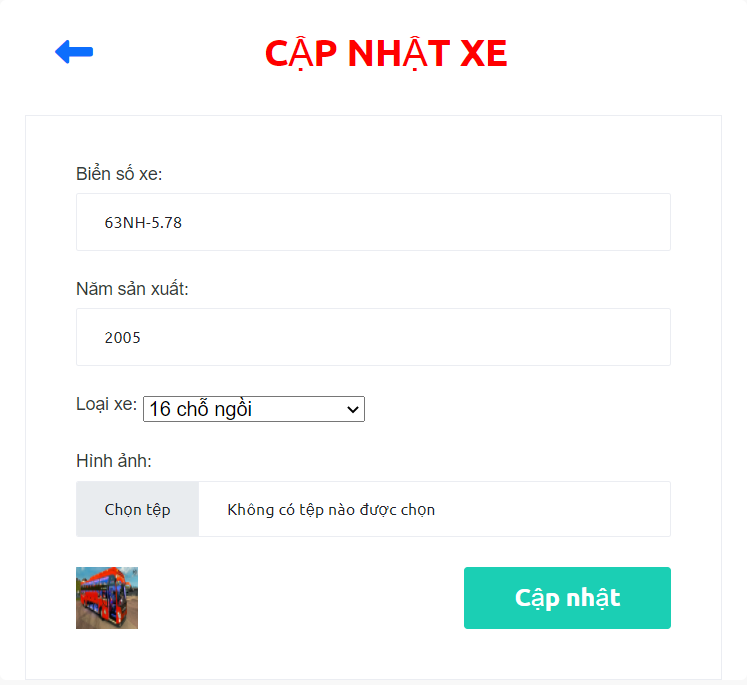 CẬP NHẬT XE
Biển số xe:
63NH-5.78
Năm sản xuất:
2005
Loại xe: 16 chỗ ngồi
Hình ảnh:
Chọn tệp Không có tệp nào được chọn
Cập nhật